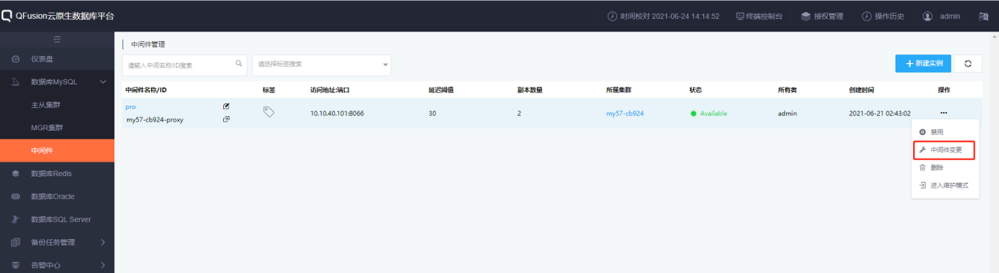 QFusion云原生数据库平台
时间校对 2021-06-24 14:14:52
终端控制台
授权管理
操作历史
admin
仪表盘
数据库MySQL
主从集群
MGR集群
中间件
数据库Redis
数据库Oracle
数据库SQL Server
备份任务管理
告警中心
中间件管理
请输入中间名称/ID搜索
请选择标签搜索
新建实例
中间件名称/ID 标签 访问地址:端口 延迟阈值 副本数量 所属集群 状态 所有者 创建时间 操作
pro
my57-cb924-proxy
10.10.40.101:8066 30 2 my57-cb924 Available admin 2021-06-21 02:43:02
禁用
中间件变更
删除
进入维护模式